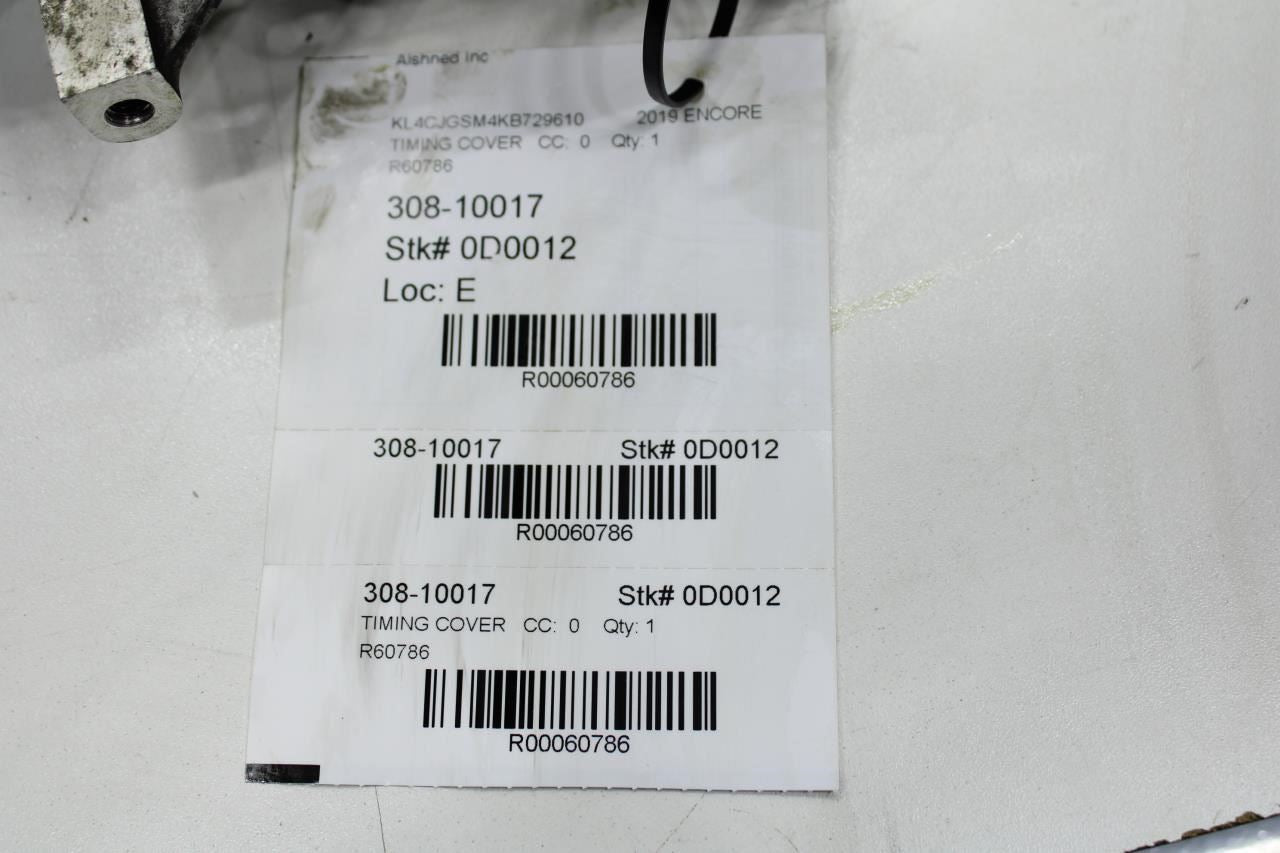 Alshned Inc
KL4CJGSM4KB729610 2019 ENCORE
TIMING COVER CC: 0 Qty: 1
R60786
308-10017
Stk# 0D0012
Loc: E
R00060786
308-10017 Stk# 0D0012
R00060786
308-10017 Stk# 0D0012
TIMING COVER CC: 0 Qty: 1
R60786
R00060786